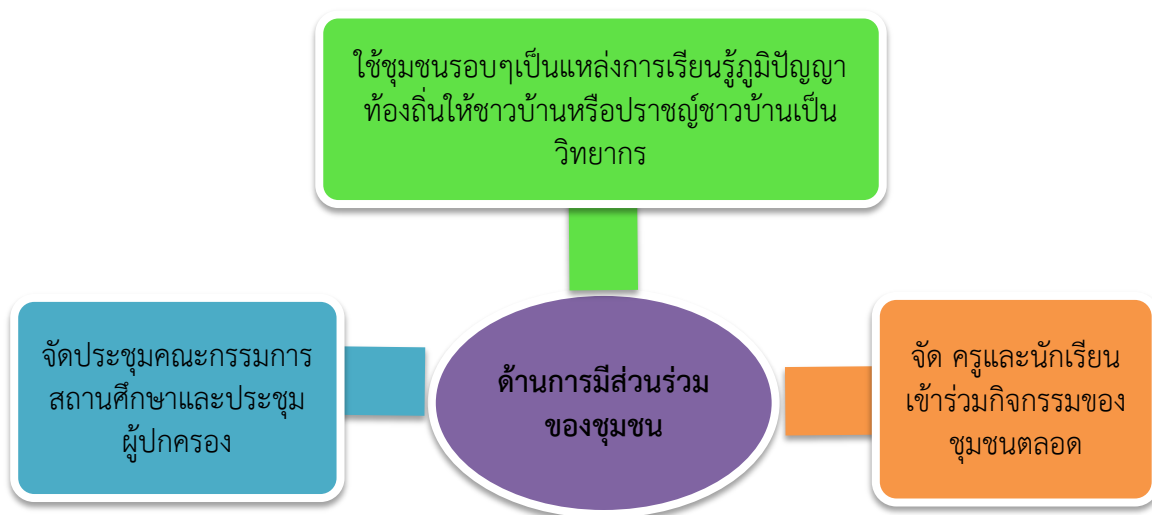 ใช้ชุมชนรอบๆเป็นแหล่งการเรียนรู้ภูมิปัญญา
ท้องถิ่นให้ชาวบ้านหรือปราชญ์ชาวบ้านเป็น
วิทยากร
จัดประชุมคณะกรรมการ
สถานศึกษาและประชุม
ผู้ปกครอง
ด้านการมีส่วนร่วม
ของชุมชน
จัด ครูและนักเรียน
เข้าร่วมกิจกรรมของ
ชุมชนตลอด